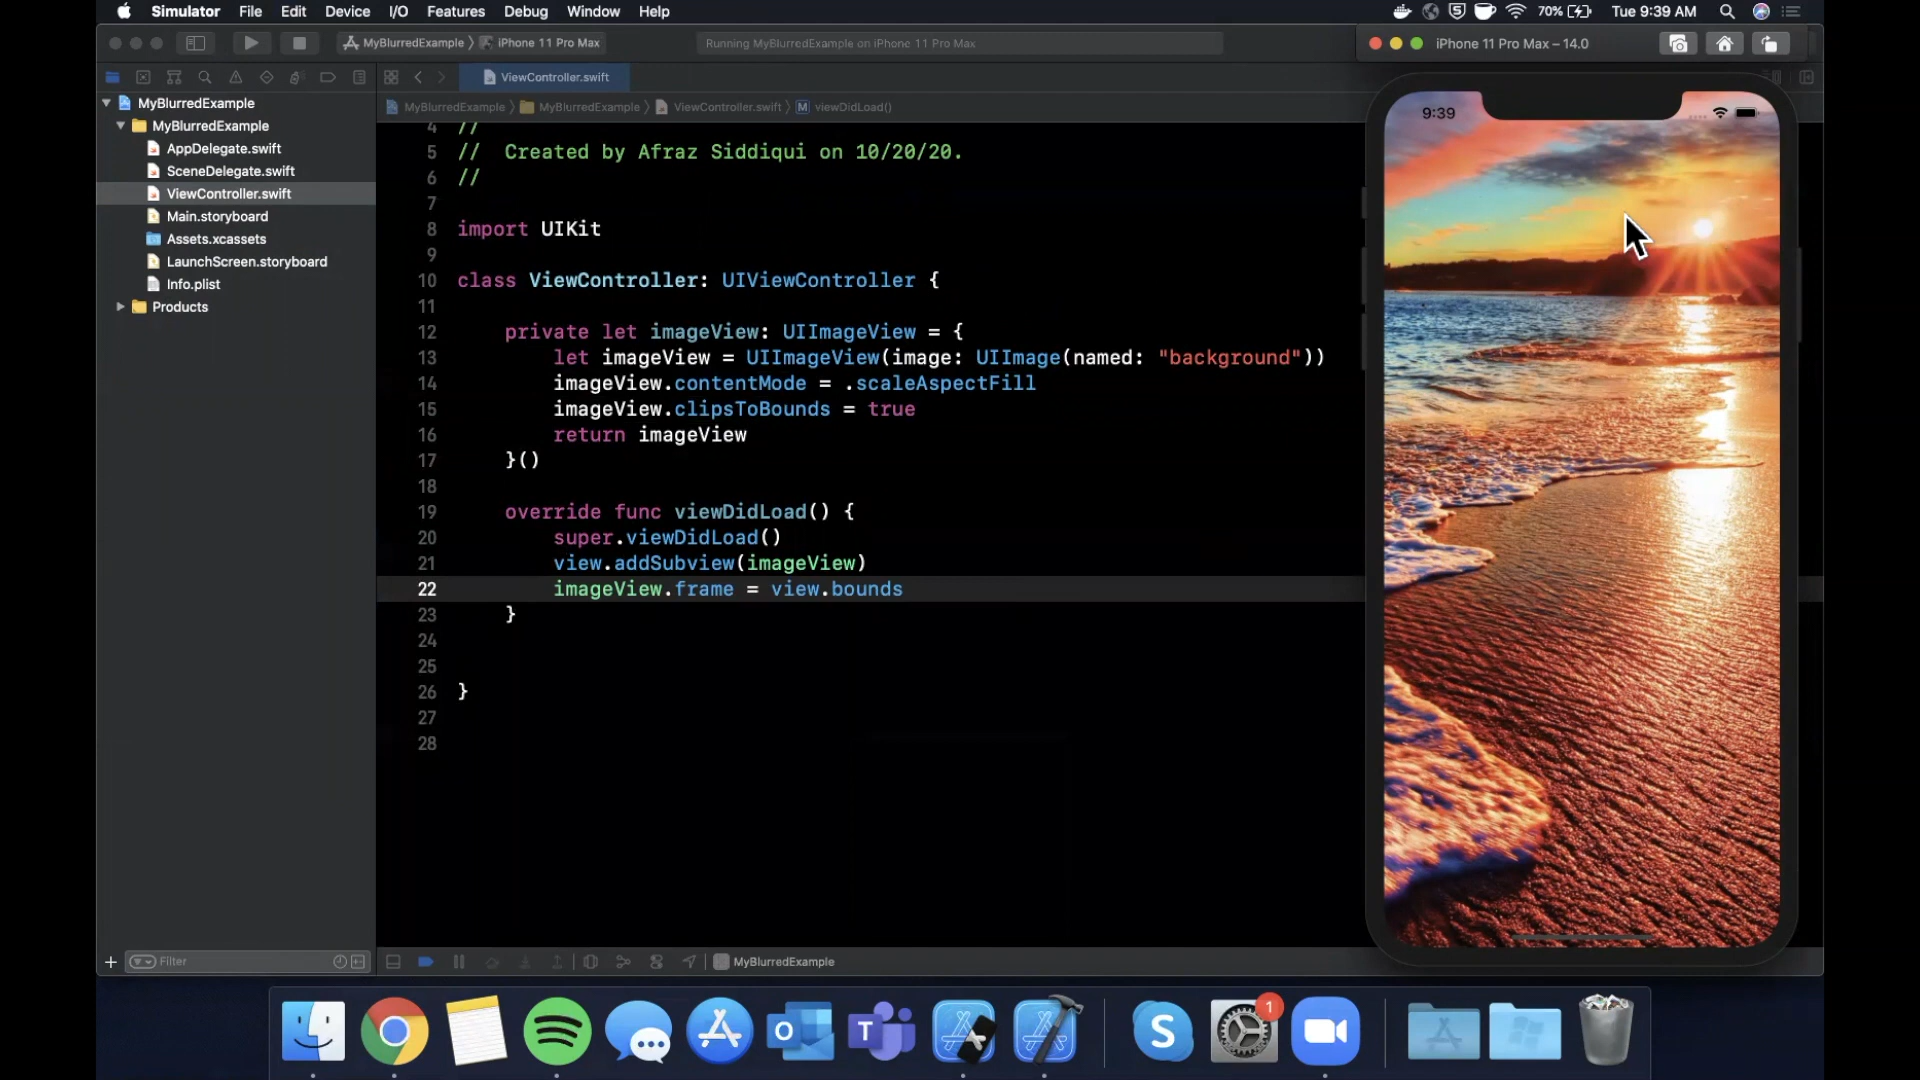 Simulator File Edit Device I/O Features Debug Window Help 70% Tue 9:39 AM
MyBlurredExample iPhone 11 Pro Max Running MyBlurredExample on iPhone 11 Pro Max iPhone 11 Pro Max – 14.0
ViewController.swift
MyBlurredExample MyBlurredExample ViewController.swift M viewDidLoad()
MyBlurredExample
MyBlurredExample
AppDelegate.swift
SceneDelegate.swift
ViewController.swift
Main.storyboard
Assets.xcassets
LaunchScreen.storyboard
Info.plist
Products
4 //
5 // Created by Afraz Siddiqui on 10/20/20.
6 //
7
8 import UIKit
9
10 class ViewController: UIViewController {
11
12 private let imageView: UIImageView = {
13 let imageView = UIImageView(image: UIImage(named: "background"))
14 imageView.contentMode = .scaleAspectFill
15 imageView.clipsToBounds = true
16 return imageView
17 }()
18
19 override func viewDidLoad() {
20 super.viewDidLoad()
21 view.addSubview(imageView)
22 imageView.frame = view.bounds
23 }
24
25
26 }
27
28
9:39
Filter
MyBlurredExample
O
T
S
1